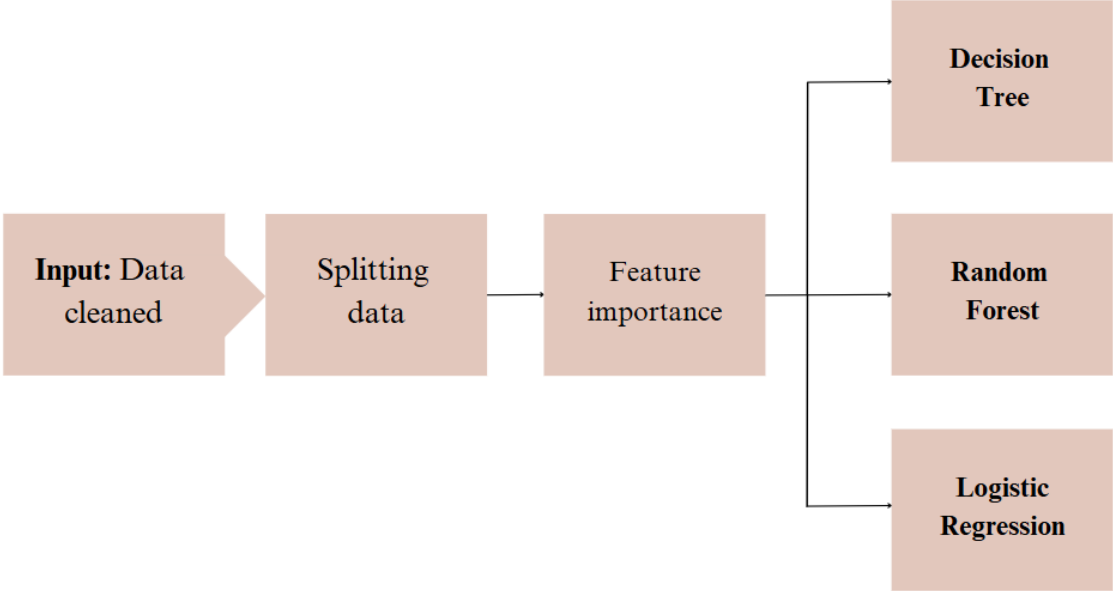 Input: Data
cleaned
Splitting
data
Feature
importance
Decision
Tree
Random
Forest
Logistic
Regression